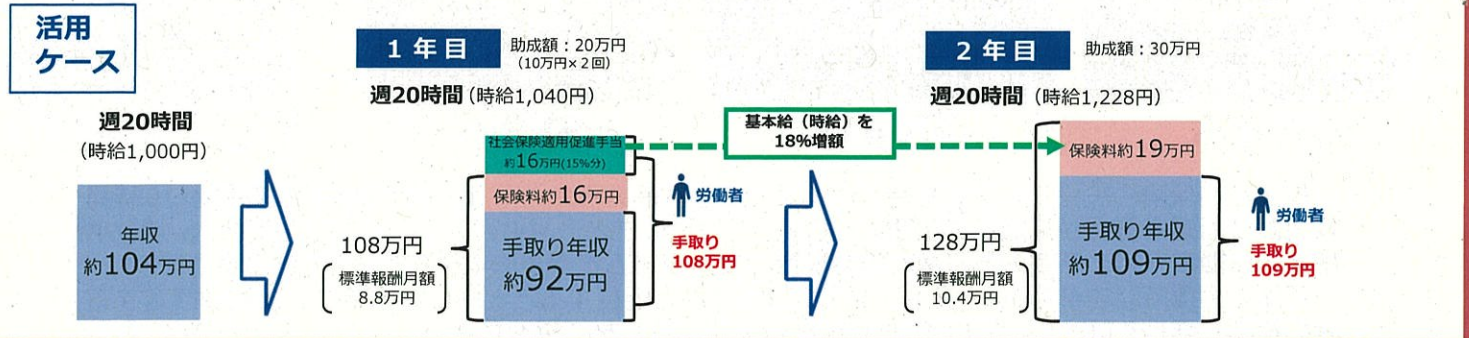 活用
ケース
週20時間
（時給1,000円）
年収
約104万円
1年目
助成額：20万円
（10万円×2回）
週20時間（時給1,040円）
社会保険適用促進手当
約16万円(15%分)
保険料約16万円
手取り年収
約92万円
108万円
標準報酬月額
8.8万円
労働者
手取り
108万円
基本給（時給）を
18%増額
2年目
助成額：30万円
週20時間（時給1,228円）
保険料約19万円
手取り年収
約109万円
128万円
標準報酬月額
10.4万円
労働者
手取り
109万円